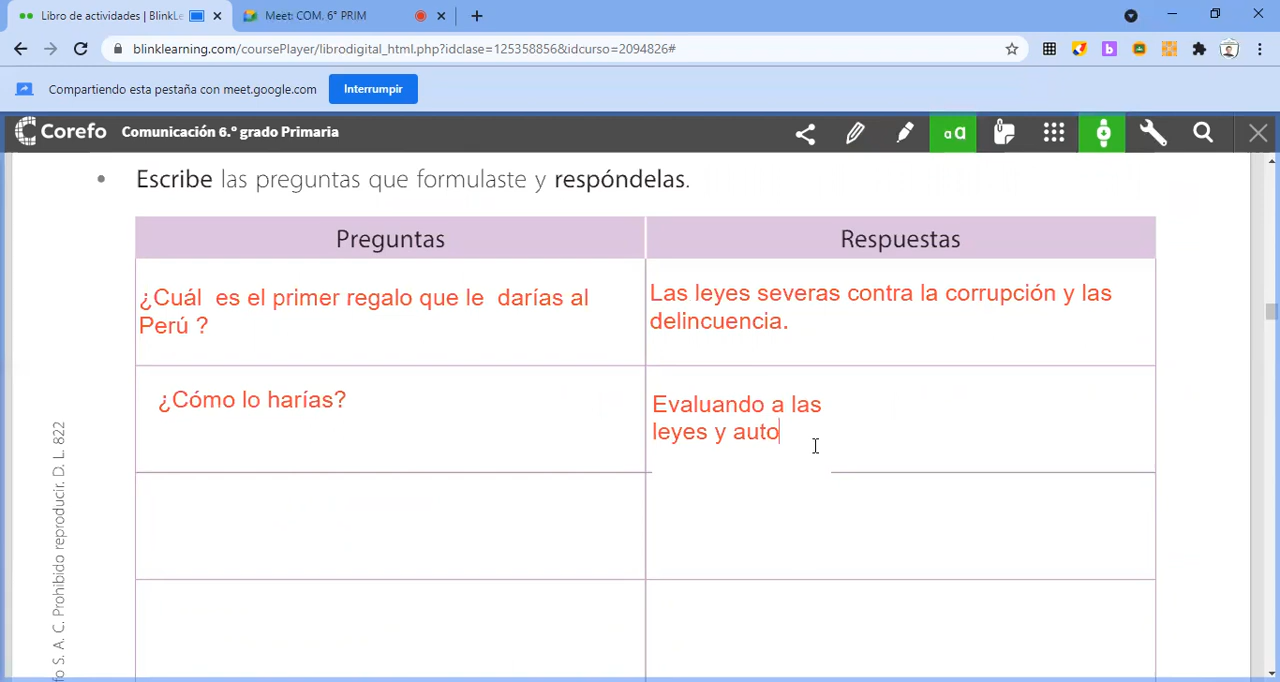 Libro de actividades | BlinkLe
Meet: COM. 6° PRIM
blinklearning.com/coursePlayer/librodigital_html.php?idclase=125358856&idcurso=2094826#
Compartiendo esta pestaña con meet.google.com
Interrumpir
Corefo
Comunicación 6.º grado Primaria
aa
• Escribe las preguntas que formulaste y respóndelas.
Preguntas
Respuestas
¿Cuál  es el primer regalo que le  darías al
Perú ?
Las leyes severas contra la corrupción y las
delincuencia.
¿Cómo lo harías?
Evaluando a las
leyes y auto
fo S. A. C. Prohibido reproducir. D. L. 822